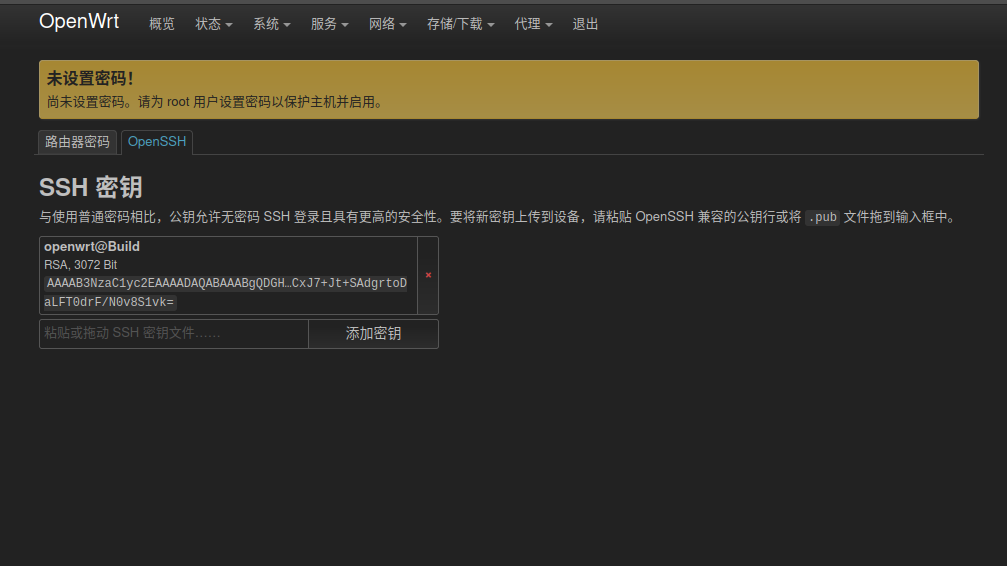 OpenWrt 概览 状态 系统 服务 网络 存储/下载 代理 退出
未设置密码！
尚未设置密码。请为 root 用户设置密码以保护主机并启用。
路由器密码 OpenSSH
SSH 密钥
与使用普通密码相比，公钥允许无密码 SSH 登录且具有更高的安全性。要将新密钥上传到设备，请粘贴 OpenSSH 兼容的公钥行或将 .pub 文件拖到输入框中。
openwrt@Build
RSA, 3072 Bit
AAAAB3NzaC1yc2EAAAADAQABAAABgQDGH…CxJ7+Jt+SAdgrtoD
aLFT0drF/N0v8S1vk=
×
粘贴或拖动 SSH 密钥文件…… 添加密钥